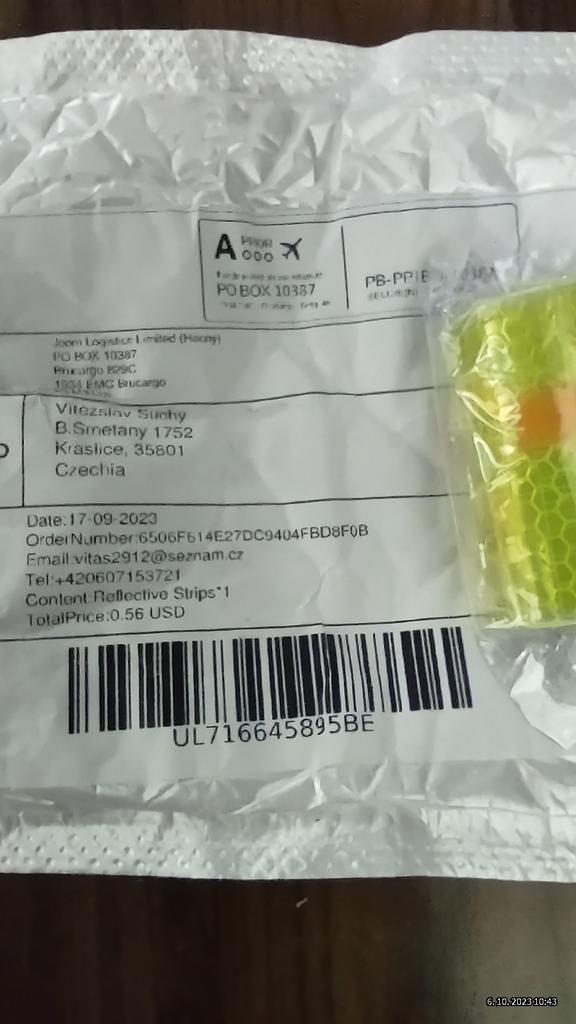 A PRIOR
PO BOX 10387
Joom Logistics Limited (Hecny)
PO BOX 10387
Brucargo 829C
1934 EMC Brucargo
Vitezslav Suchy
B.Smetany 1752
Kraslice, 35801
Czechia
Date:17-09-2023
OrderNumber:6506F614E27DC9404FBD8F0B
Email:vitas2912@seznam.cz
Tel:+420607153721
Content:Reflective Strips*1
TotalPrice:0.56 USD
UL716645895BE
6. 10. 2023 10:43